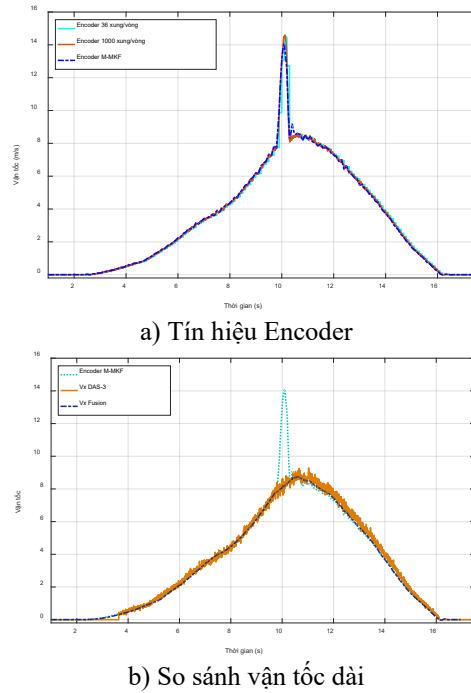 16
Encoder 36 xung/vòng
Encoder 1000 xung/vòng
Encoder M-MKF
14
12
10
Vận tốc (m/s)
8
6
4
2
0
2 4 6 8 10 12 14 16
Thời gian (s)
a) Tín hiệu Encoder
16
Encoder M-MKF
Vx DAS-3
Vx Fusion
14
12
10
Vận tốc
8
6
4
2
0
2 4 6 8 10 12 14 16
Thời gian (s)
b) So sánh vận tốc dài